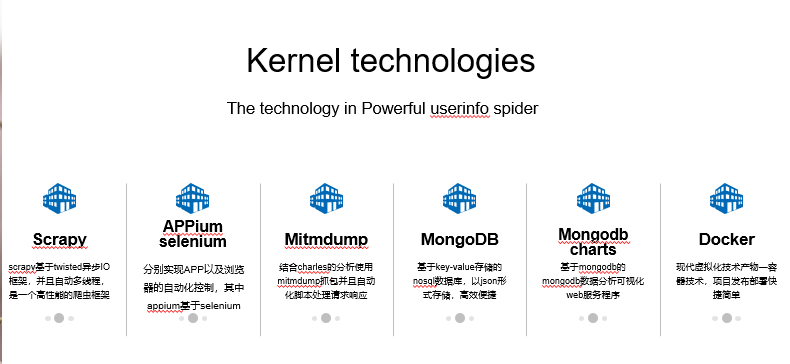 Kernel technologies
The technology in Powerful userinfo spider
Scrapy
scrapy基于twisted异步IO
框架，并且自动多线程，
是一个高性能的爬虫框架
APPium
selenium
分别实现APP以及浏览
器的自动化控制，其中
appium基于selenium
Mitmdump
结合charles的分析使用
mitmdump抓包并且自动
化脚本处理请求响应
MongoDB
基于key-value存储的
nosql数据库，以json形
式存储，高效便捷
Mongodb
charts
基于mongodb的
mongodb数据分析可视化
web服务程序
Docker
现代虚拟化技术产物—容
器技术，项目发布部署快
捷简单